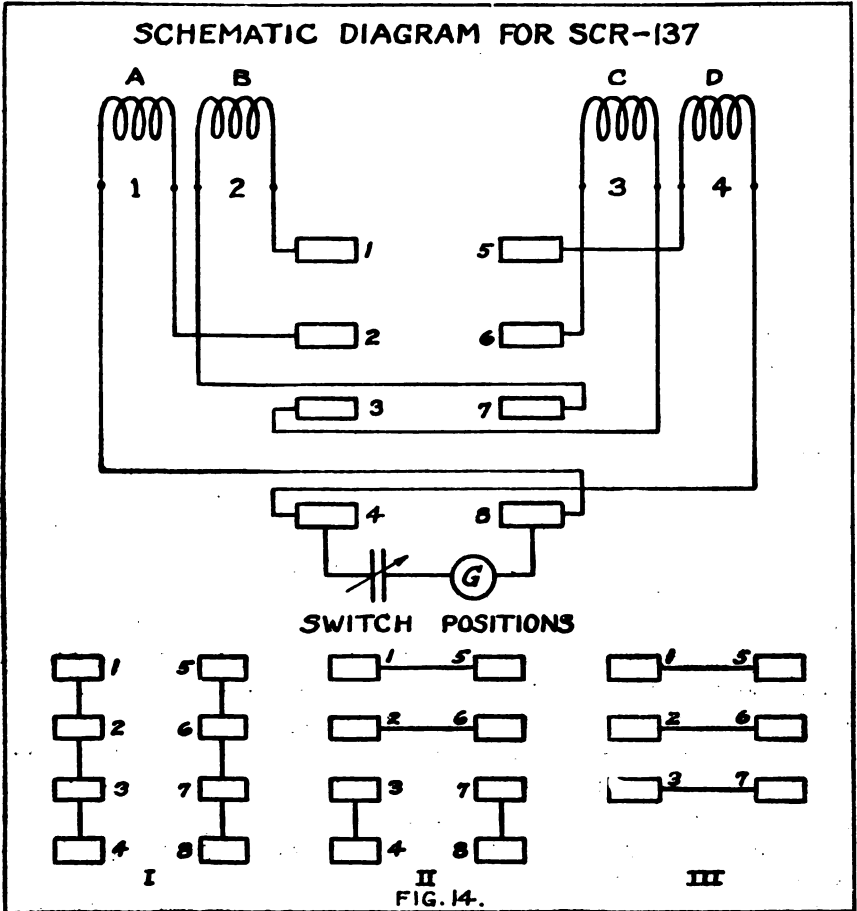 SCHEMATIC DIAGRAM FOR SCR-137
A B C D
1 2 3 4
1 5
2 6
3 7
4 8
G
SWITCH POSITIONS
1 5 1 5 1 5
2 6 2 6 2 6
3 7 3 7 3 7
4 8 4 8
I II III
FIG. 14.